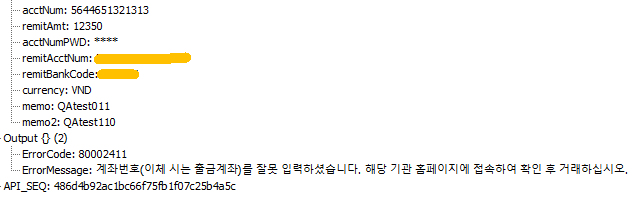 acctNum: 5644651321313
remitAmt: 12350
acctNumPWD: ****
remitAcctNum:
remitBankCode:
currency: VND
memo: QAtest011
memo2: QAtest110
Output {} (2)
ErrorCode: 80002411
ErrorMessage: 계좌번호(이체 시는 출금계좌)를 잘못 입력하셨습니다. 해당 기관 홈페이지에 접속하여 확인 후 거래하십시오.
API_SEQ: 486d4b92ac1bc66f75fb1f07c25b4a5c